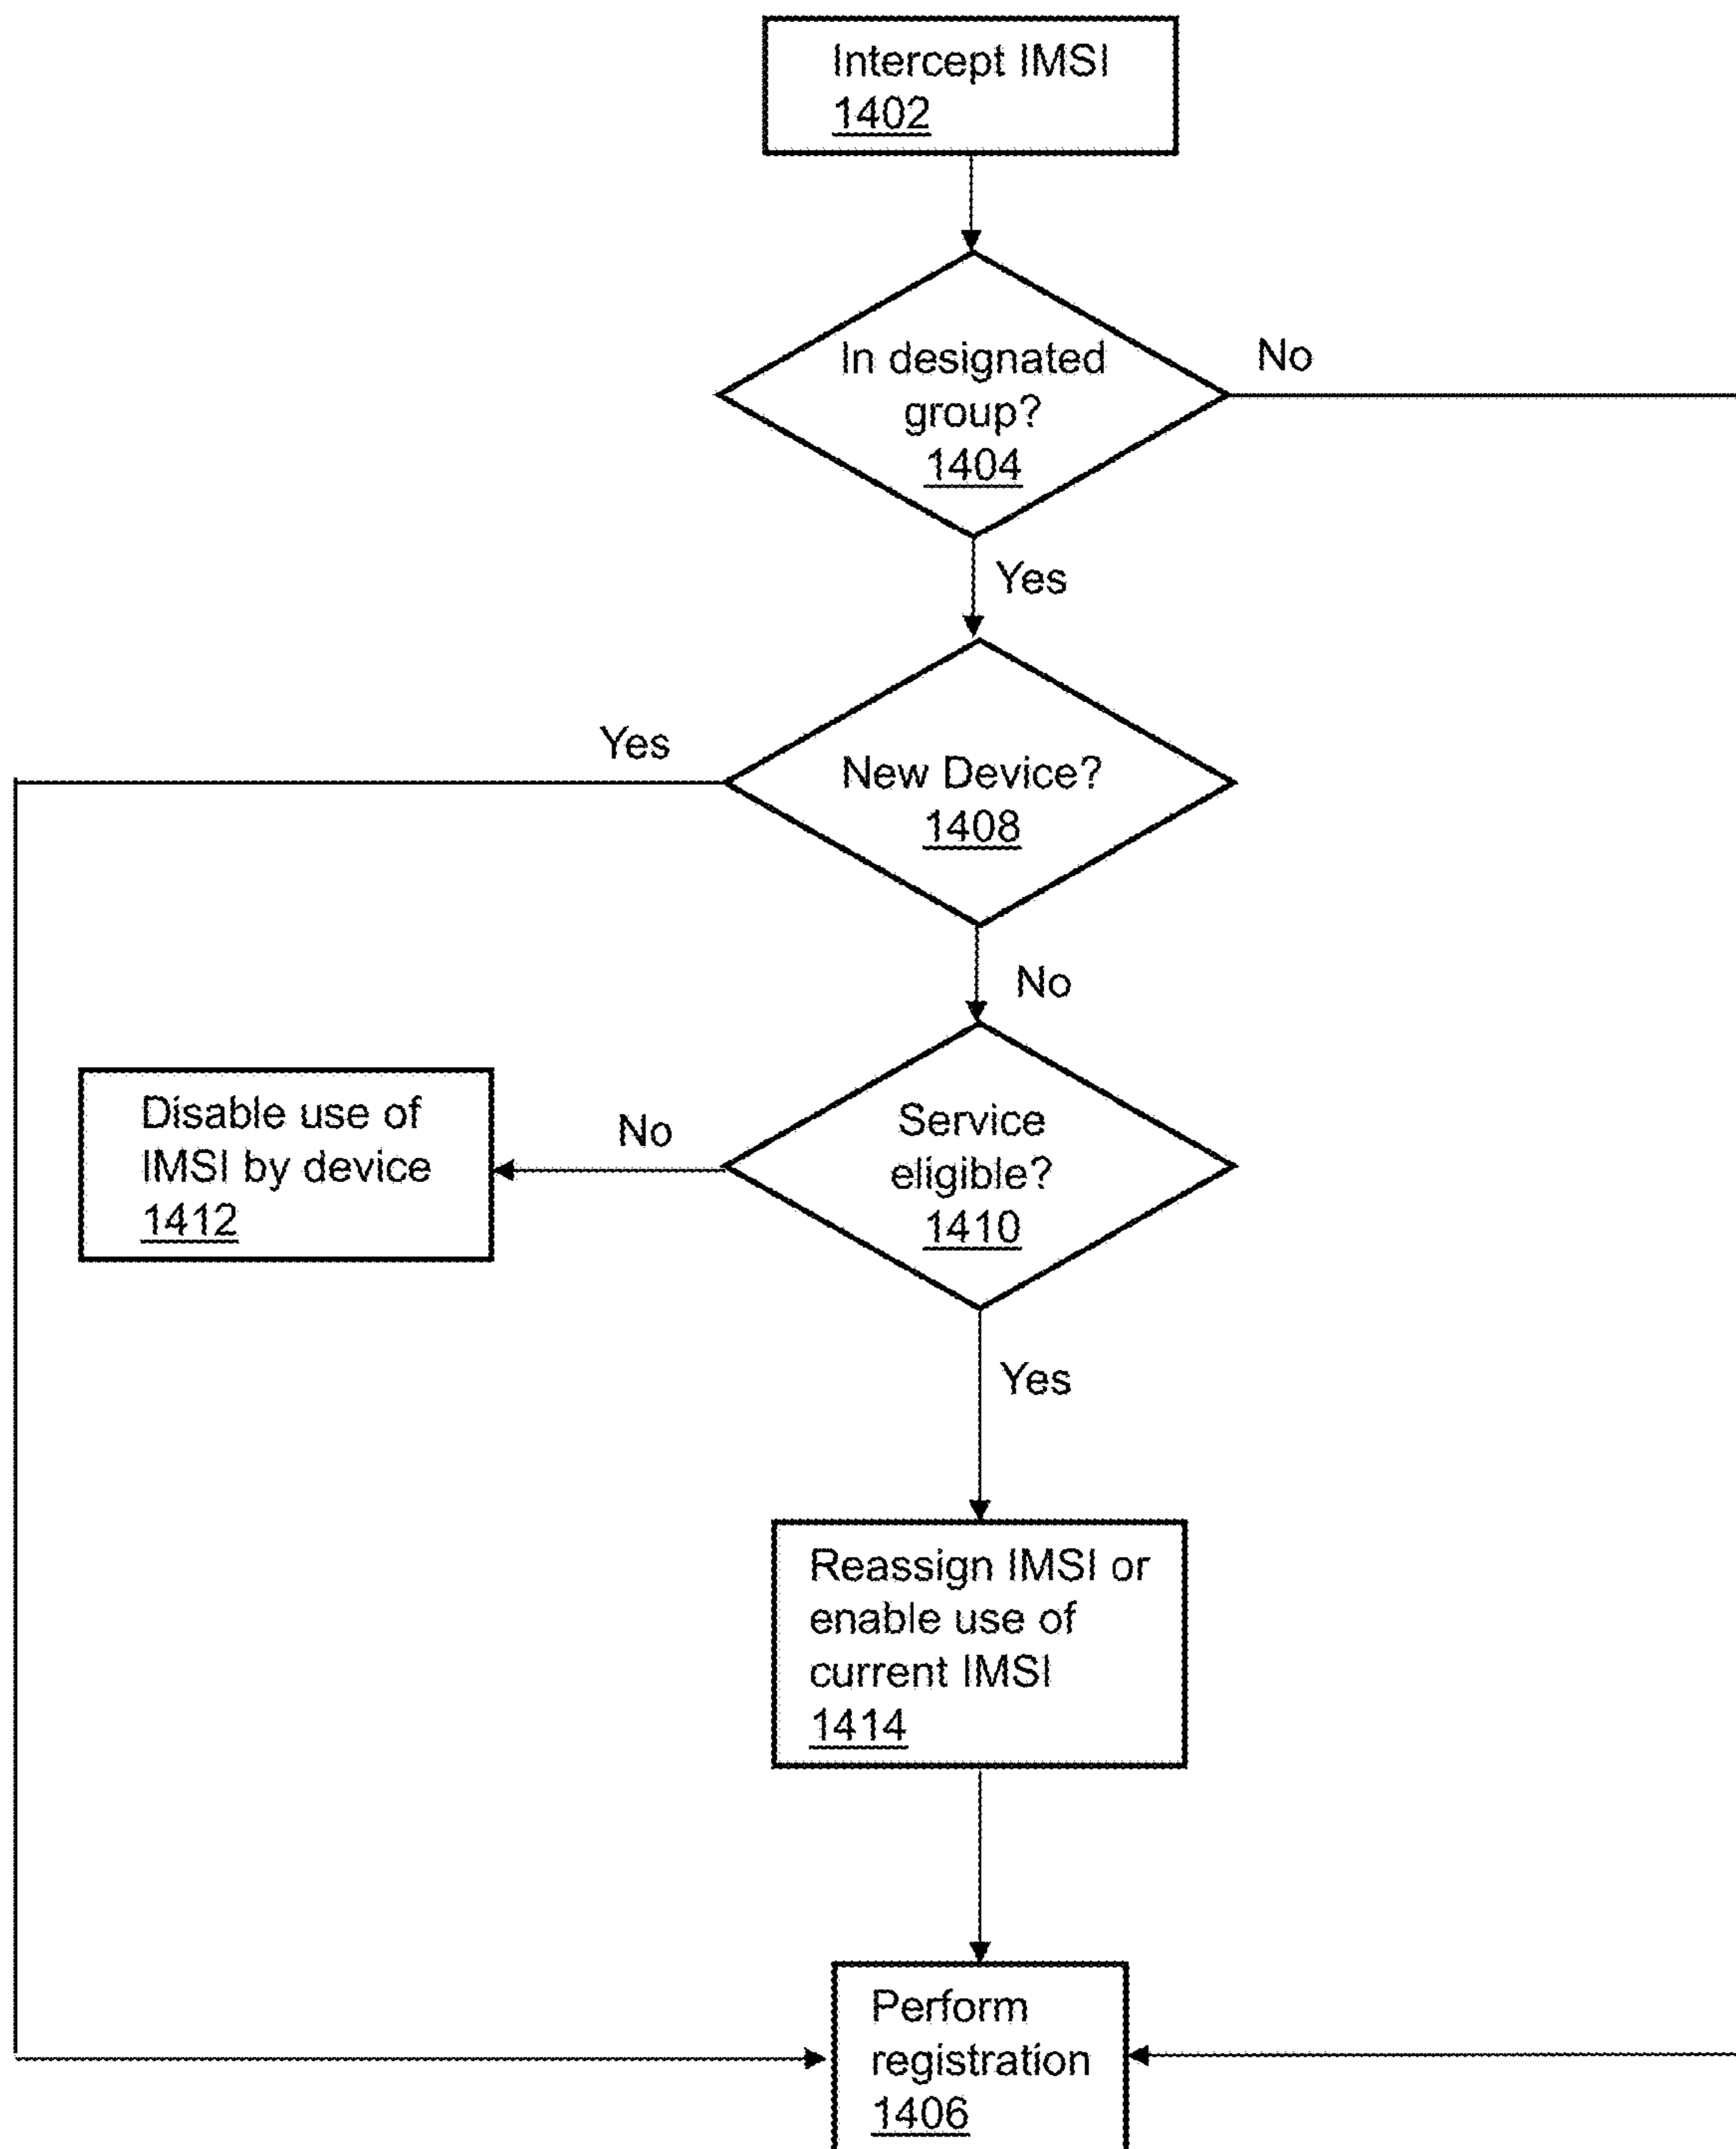 Intercept IMSI
1402
In designated
group?
1404
No
Yes
Yes
New Device?
1408
No
Disable use of
IMSI by device
1412
No
Service
eligible?
1410
Yes
Reassign IMSI or
enable use of
current IMSI
1414
Perform
registration
1406